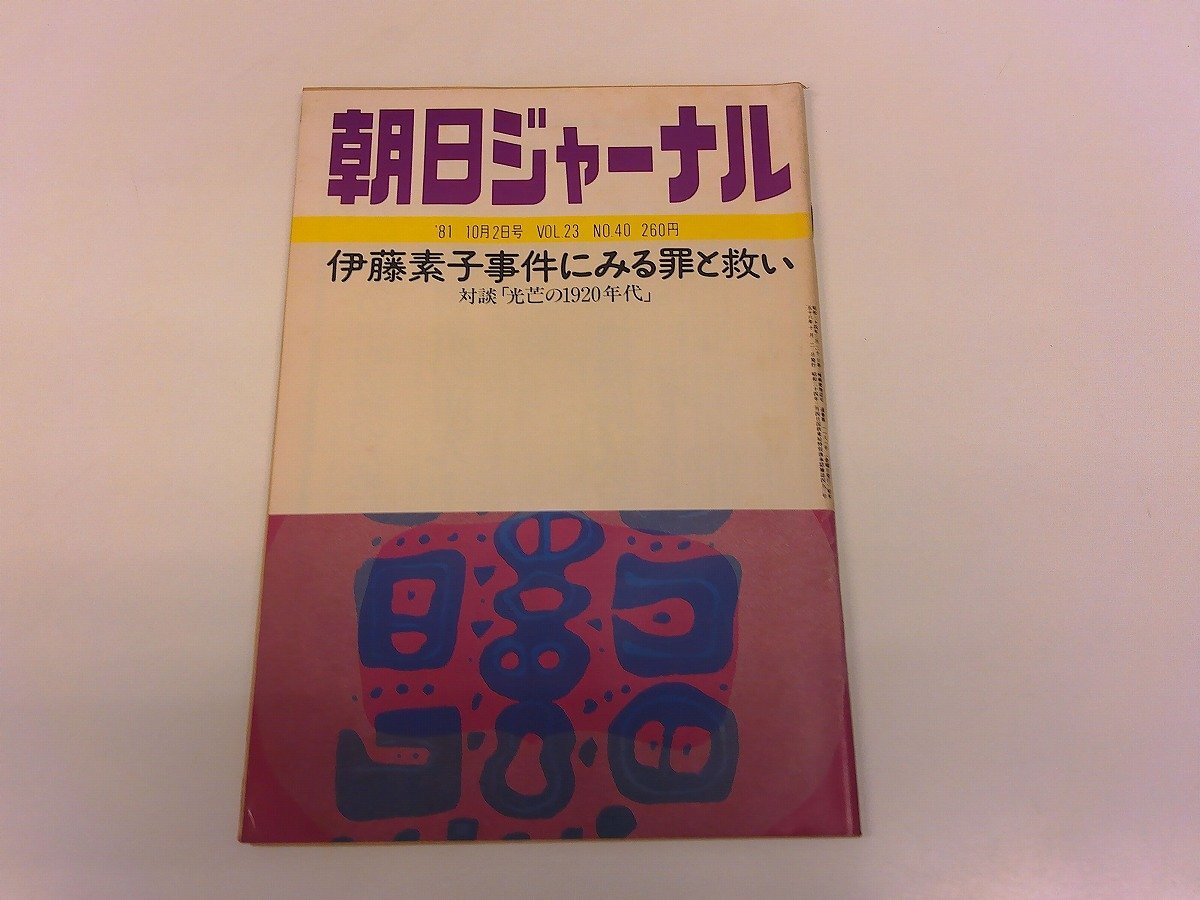 朝日ジャーナル
'81 10月2日号 VOL.23 NO.40 260円
伊藤素子事件にみる罪と救い
対談「光芒の1920年代」